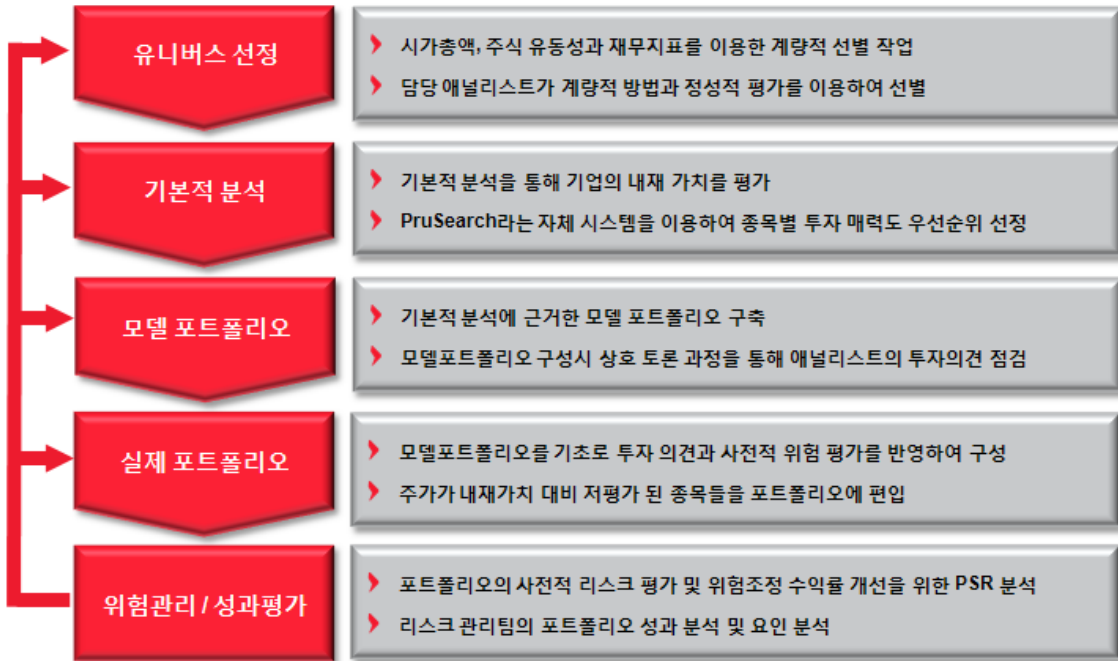 유니버스 선정
시가총액, 주식 유동성과 재무지표를 이용한 계량적 선별 작업
담당 애널리스트가 계량적 방법과 정성적 평가를 이용하여 선별
기본적 분석
기본적 분석을 통해 기업의 내재 가치를 평가
PruSearch라는 자체 시스템을 이용하여 종목별 투자 매력도 우선순위 선정
모델 포트폴리오
기본적 분석에 근거한 모델 포트폴리오 구축
모델포트폴리오 구성시 상호 토론 과정을 통해 애널리스트의 투자의견 점검
실제 포트폴리오
모델포트폴리오를 기초로 투자 의견과 사전적 위험 평가를 반영하여 구성
주가가 내재가치 대비 저평가 된 종목들을 포트폴리오에 편입
위험관리 / 성과평가
포트폴리오의 사전적 리스크 평가 및 위험조정 수익률 개선을 위한 PSR 분석
리스크 관리팀의 포트폴리오 성과 분석 및 요인 분석